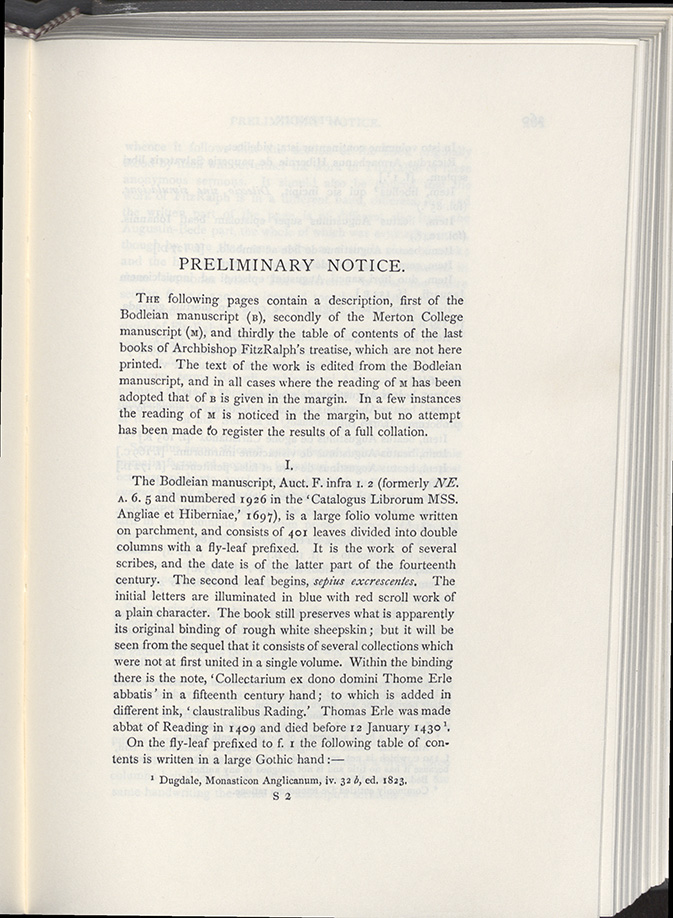 PRELIMINARY NOTICE.
THE following pages contain a description, first of the
Bodleian manuscript (B), secondly of the Merton College
manuscript (M), and thirdly the table of contents of the last
books of Archbishop FitzRalph's treatise, which are not here
printed. The text of the work is edited from the Bodleian
manuscript, and in all cases where the reading of M has been
adopted that of B is given in the margin. In a few instances
the reading of M is noticed in the margin, but no attempt
has been made to register the results of a full collation.
I.
The Bodleian manuscript, Auct. F. infra I. 2 (formerly NE.
A. 6. 5 and numbered 1926 in the ‘Catalogus Librorum MSS.
Angliae et Hiberniae,’ 1697), is a large folio volume written
on parchment, and consists of 401 leaves divided into double
columns with a fly-leaf prefixed. It is the work of several
scribes, and the date is of the latter part of the fourteenth
century. The second leaf begins, sepius excrescentes. The
initial letters are illuminated in blue with red scroll work of
a plain character. The book still preserves what is apparently
its original binding of rough white sheepskin; but it will be
seen from the sequel that it consists of several collections which
were not at first united in a single volume. Within the binding
there is the note, ‘Collectarium ex dono domini Thome Erle
abbatis’ in a fifteenth century hand; to which is added in
different ink, ‘claustralibus Rading.’ Thomas Erle was made
abbat of Reading in 1409 and died before 12 January 1430¹.
On the fly-leaf prefixed to f. 1 the following table of con-
tents is written in a large Gothic hand:—
¹ Dugdale, Monasticon Anglicanum, iv. 32 b, ed. 1823.
S 2